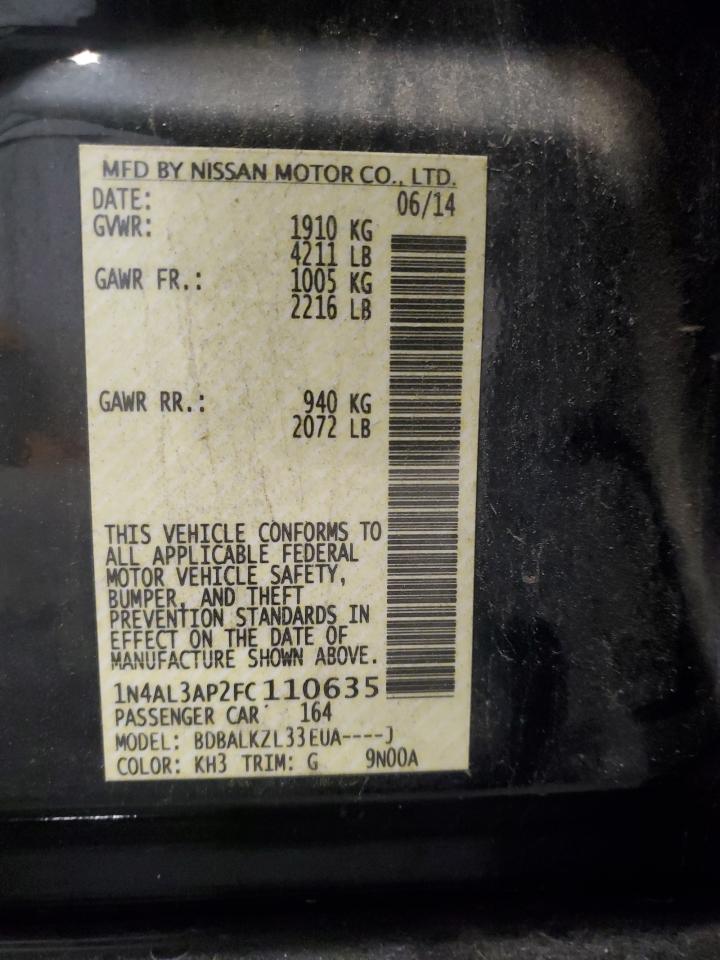 MFD BY NISSAN MOTOR CO., LTD.
DATE: 06/14
GVWR: 1910 KG
4211 LB
GAWR FR.: 1005 KG
2216 LB
GAWR RR.: 940 KG
2072 LB
THIS VEHICLE CONFORMS TO
ALL APPLICABLE FEDERAL
MOTOR VEHICLE SAFETY,
BUMPER, AND THEFT
PREVENTION STANDARDS IN
EFFECT ON THE DATE OF
MANUFACTURE SHOWN ABOVE.
1N4AL3AP2FC110635
PASSENGER CAR 164
MODEL: BDBALKZL33EUA----J
COLOR: KH3 TRIM: G 9N00A